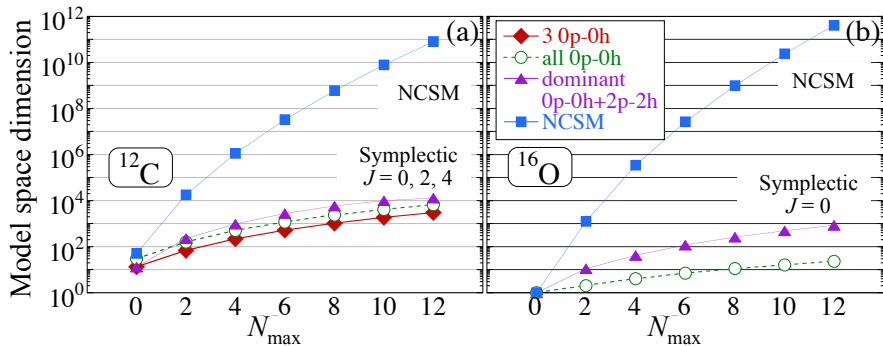 Model space dimension
10^12
10^10
10^8
10^6
10^4
10^2
10^0
(a)
NCSM
^12C
Symplectic
J = 0, 2, 4
0 2 4 6 8 10 12
N_max
3 0p-0h
all 0p-0h
dominant
0p-0h+2p-2h
NCSM
(b)
NCSM
^16O
Symplectic
J = 0
0 2 4 6 8 10 12
N_max